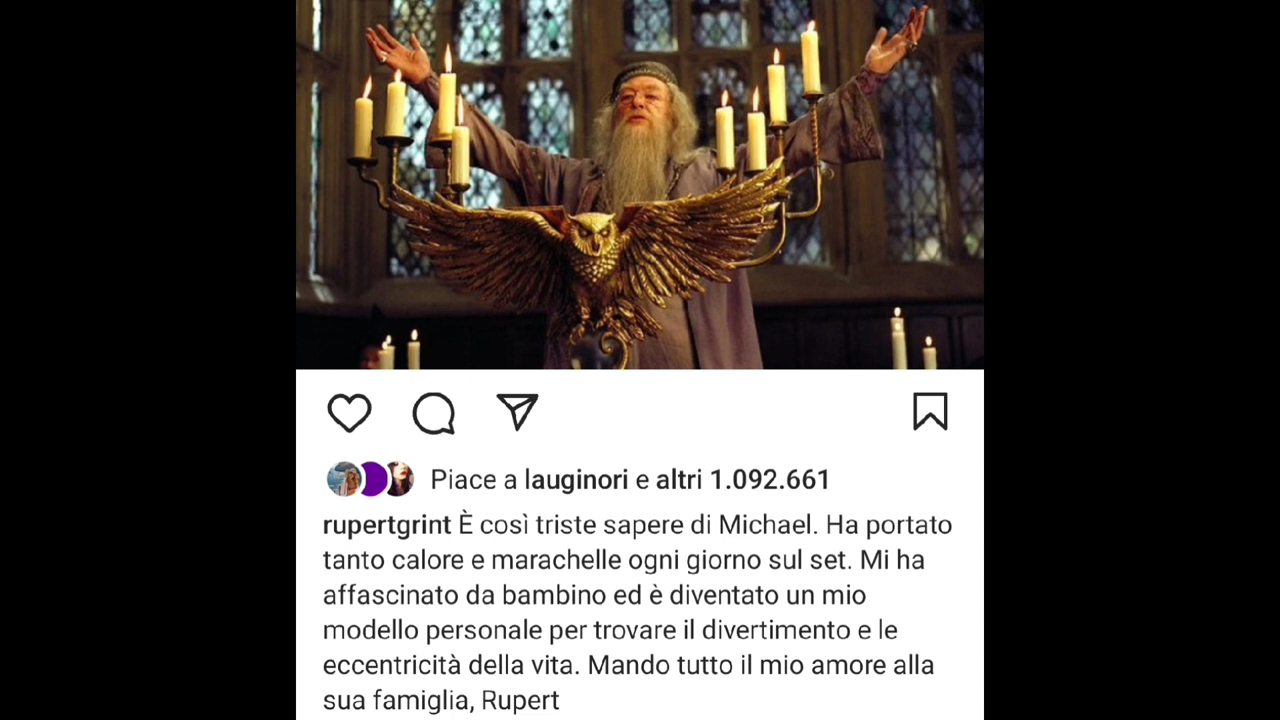 Piace a lauginori e altri 1.092.661
rupertgrint È così triste sapere di Michael. Ha portato
tanto calore e marachelle ogni giorno sul set. Mi ha
affascinato da bambino ed è diventato un mio
modello personale per trovare il divertimento e le
eccentricità della vita. Mando tutto il mio amore alla
sua famiglia, Rupert